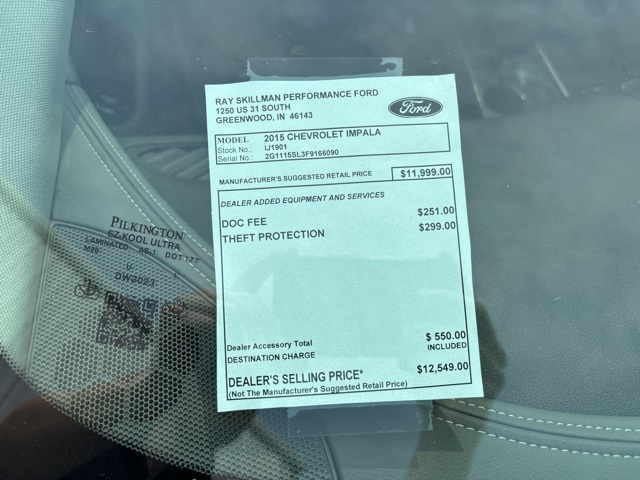 RAY SKILLMAN PERFORMANCE FORD
1250 US 31 SOUTH
GREENWOOD, IN 46143
Ford
MODEL 2015 CHEVROLET IMPALA
Stock No.: IJ1901
Serial No.: 2G1115SL3F9166090
MANUFACTURER'S SUGGESTED RETAIL PRICE $11,999.00
DEALER ADDED EQUIPMENT AND SERVICES
DOC FEE $251.00
THEFT PROTECTION $299.00
Dealer Accessory Total $ 550.00
DESTINATION CHARGE INCLUDED
DEALER'S SELLING PRICE* $12,549.00
(Not The Manufacturer's Suggested Retail Price)
PILKINGTON
EZ-KOOL ULTRA
LAMINATED AS-1 DOT177